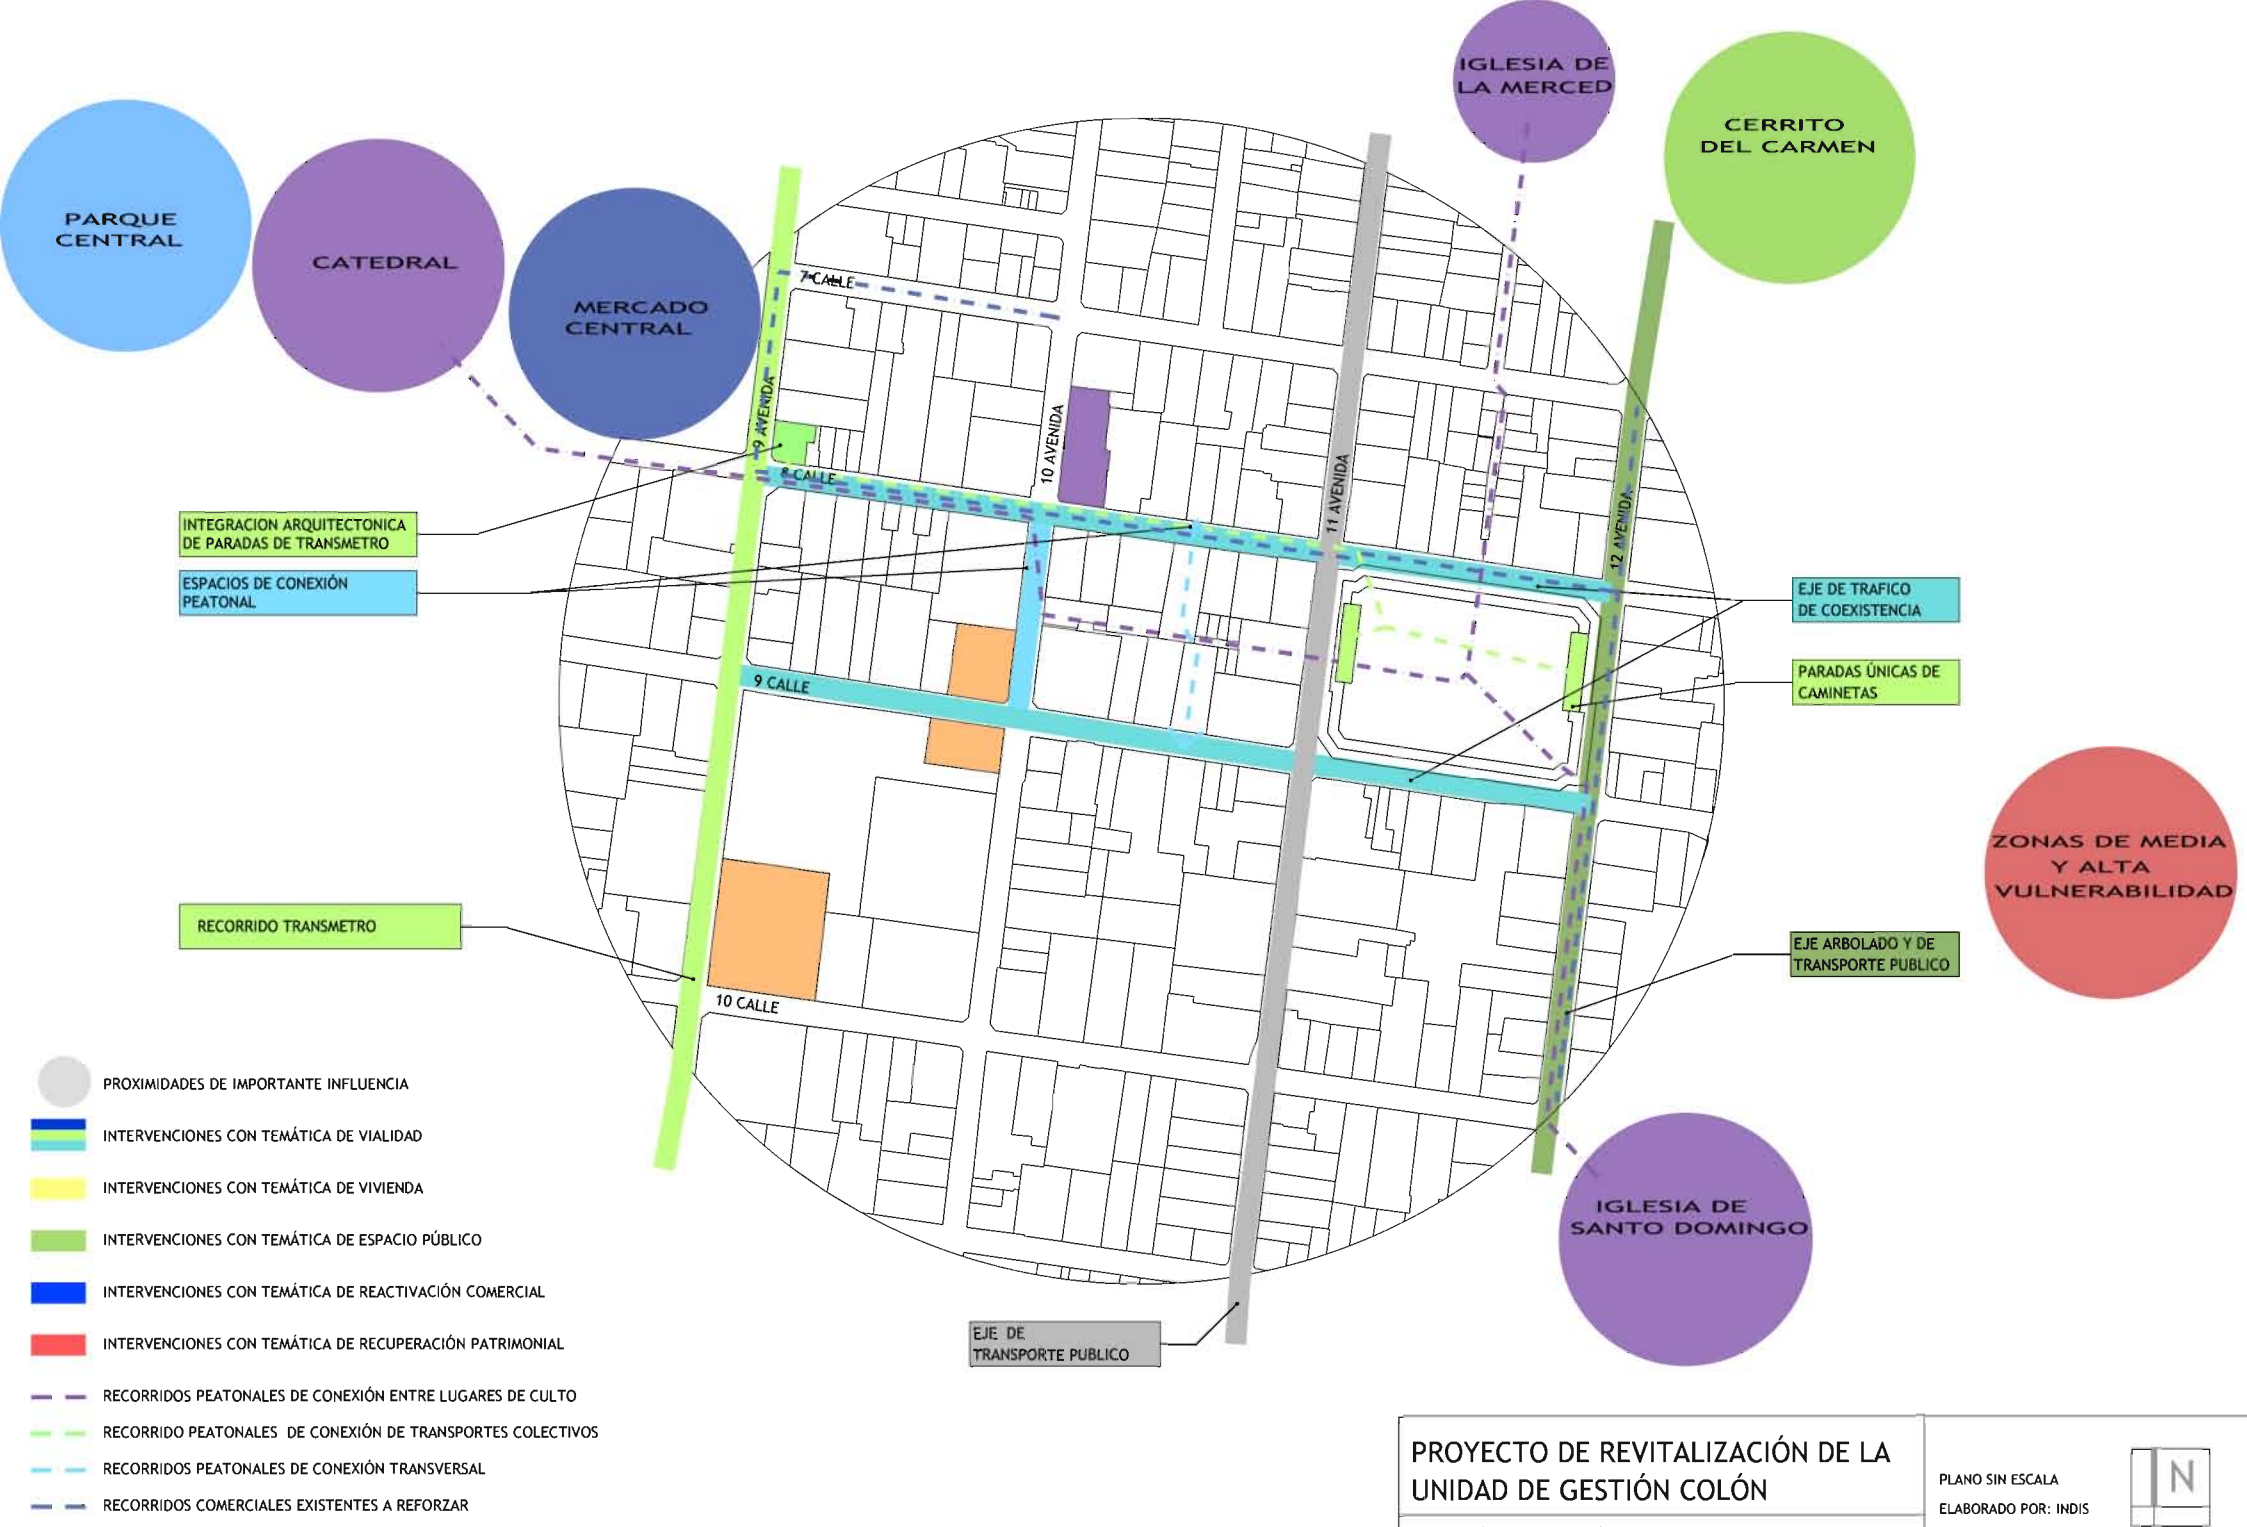 IGLESIA DE
LA MERCED
CERRITO
DEL CARMEN
PARQUE
CENTRAL
CATEDRAL
MERCADO
CENTRAL
7 CALLE
9 AVENIDA
10 AVENIDA
11 AVENIDA
12 AVENIDA
8 CALLE
INTEGRACION ARQUITECTONICA
DE PARADAS DE TRANSMETRO
ESPACIOS DE CONEXIÓN
PEATONAL
EJE DE TRAFICO
DE COEXISTENCIA
PARADAS ÚNICAS DE
CAMINETAS
9 CALLE
ZONAS DE MEDIA
Y ALTA
VULNERABILIDAD
RECORRIDO TRANSMETRO
EJE ARBOLADO Y DE
TRANSPORTE PUBLICO
10 CALLE
IGLESIA DE
SANTO DOMINGO
EJE DE
TRANSPORTE PUBLICO
PROXIMIDADES DE IMPORTANTE INFLUENCIA
INTERVENCIONES CON TEMÁTICA DE VIALIDAD
INTERVENCIONES CON TEMÁTICA DE VIVIENDA
INTERVENCIONES CON TEMÁTICA DE ESPACIO PÚBLICO
INTERVENCIONES CON TEMÁTICA DE REACTIVACIÓN COMERCIAL
INTERVENCIONES CON TEMÁTICA DE RECUPERACIÓN PATRIMONIAL
RECORRIDOS PEATONALES DE CONEXIÓN ENTRE LUGARES DE CULTO
RECORRIDO PEATONALES DE CONEXIÓN DE TRANSPORTES COLECTIVOS
RECORRIDOS PEATONALES DE CONEXIÓN TRANSVERSAL
RECORRIDOS COMERCIALES EXISTENTES A REFORZAR
PROYECTO DE REVITALIZACIÓN DE LA
UNIDAD DE GESTIÓN COLÓN
PLANO SIN ESCALA
ELABORADO POR: INDIS
N